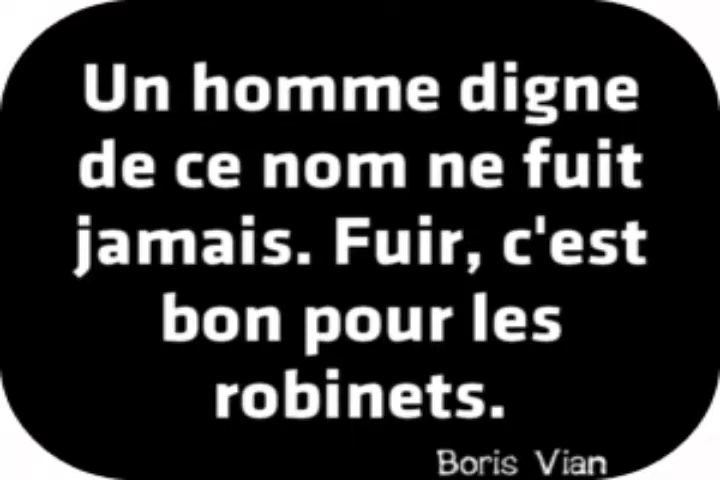 Un homme digne
de ce nom ne fuit
jamais. Fuir, c'est
bon pour les
robinets.
Boris Vian